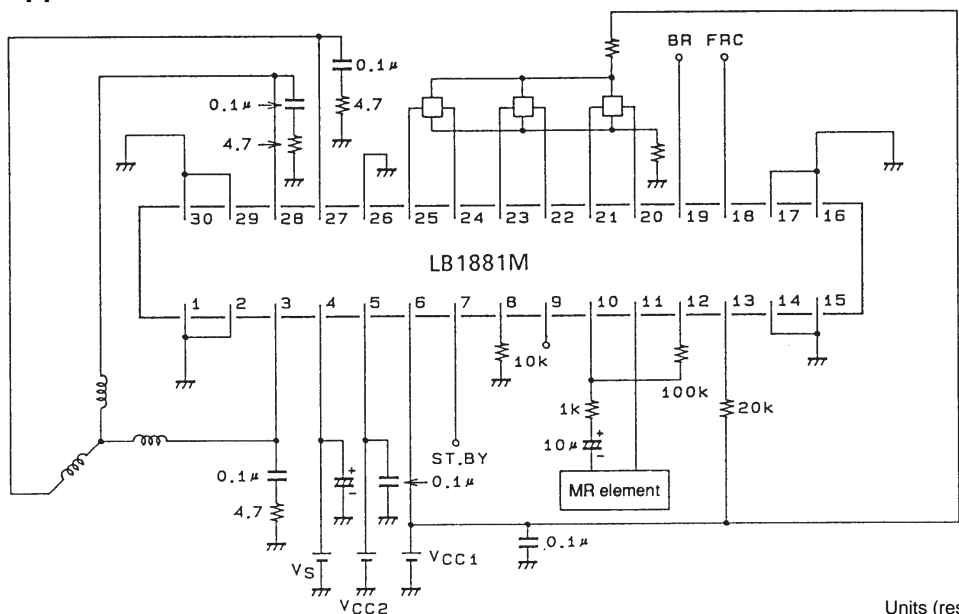 BR FRC
0.1μ
4.7
0.1μ
4.7
30 29 28 27 26 25 24 23 22 21 20 19 18 17 16
LB1881M
1 2 3 4 5 6 7 8 9 10 11 12 13 14 15
10k
100k
1k
20k
10μ
+
-
ST.BY
MR element
0.1μ
4.7
+
-
0.1μ
0.1μ
VS
VCC2
VCC1
Units (res